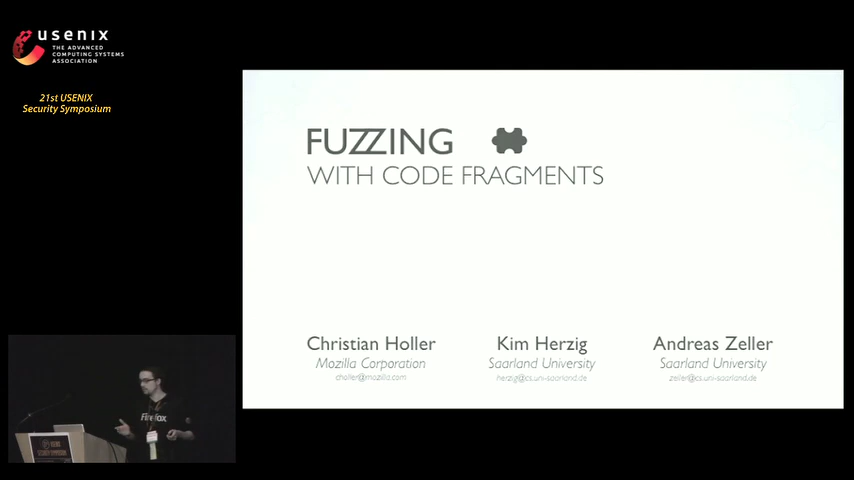 usenix
THE ADVANCED
COMPUTING SYSTEMS
ASSOCIATION
21st USENIX
Security Symposium
FUZZING
WITH CODE FRAGMENTS
Christian Holler
Mozilla Corporation
choller@mozilla.com
Kim Herzig
Saarland University
herzig@cs.uni-saarland.de
Andreas Zeller
Saarland University
zeller@cs.uni-saarland.de
Firefox
SECURITY SYMPOSIUM